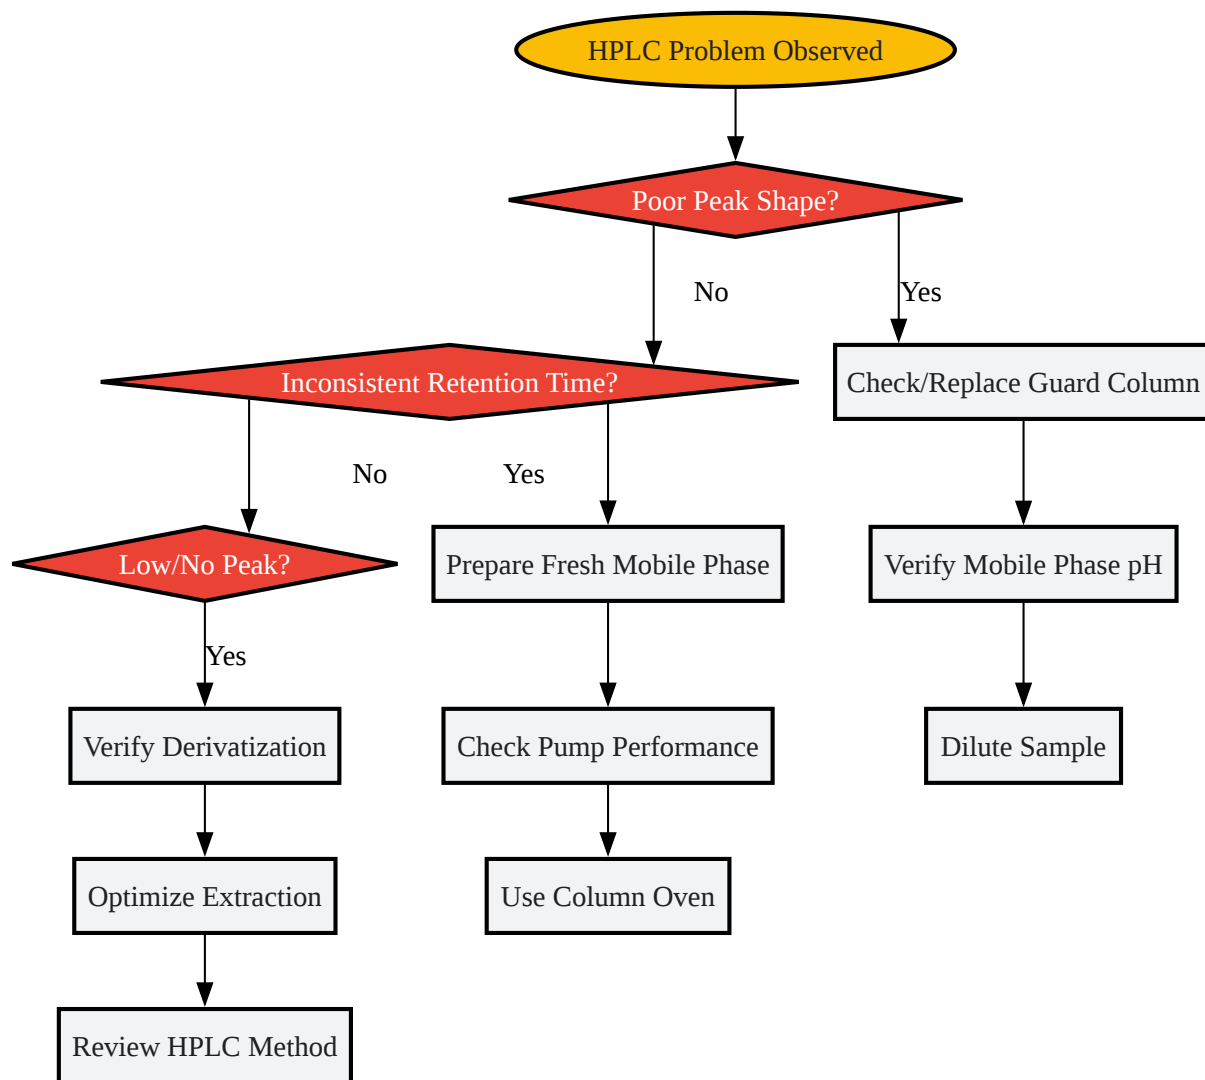 HPLC Problem Observed
Poor Peak Shape?
No
Yes
Inconsistent Retention Time?
Check/Replace Guard Column
No
Yes
Low/No Peak?
Prepare Fresh Mobile Phase
Verify Mobile Phase pH
Yes
Verify Derivatization
Check Pump Performance
Dilute Sample
Optimize Extraction
Use Column Oven
Review HPLC Method